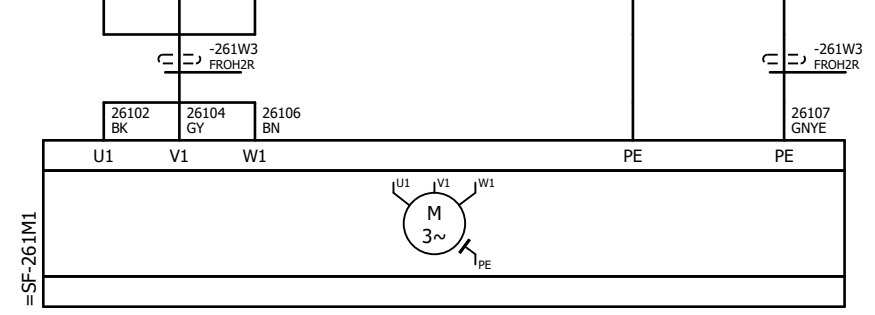 -261W3
FROH2R
-261W3
FROH2R
26102
BK
26104
GY
26106
BN
26107
GNYE
U1 V1 W1 PE PE
U1 V1 W1
M
3~
PE
=SF-261M1